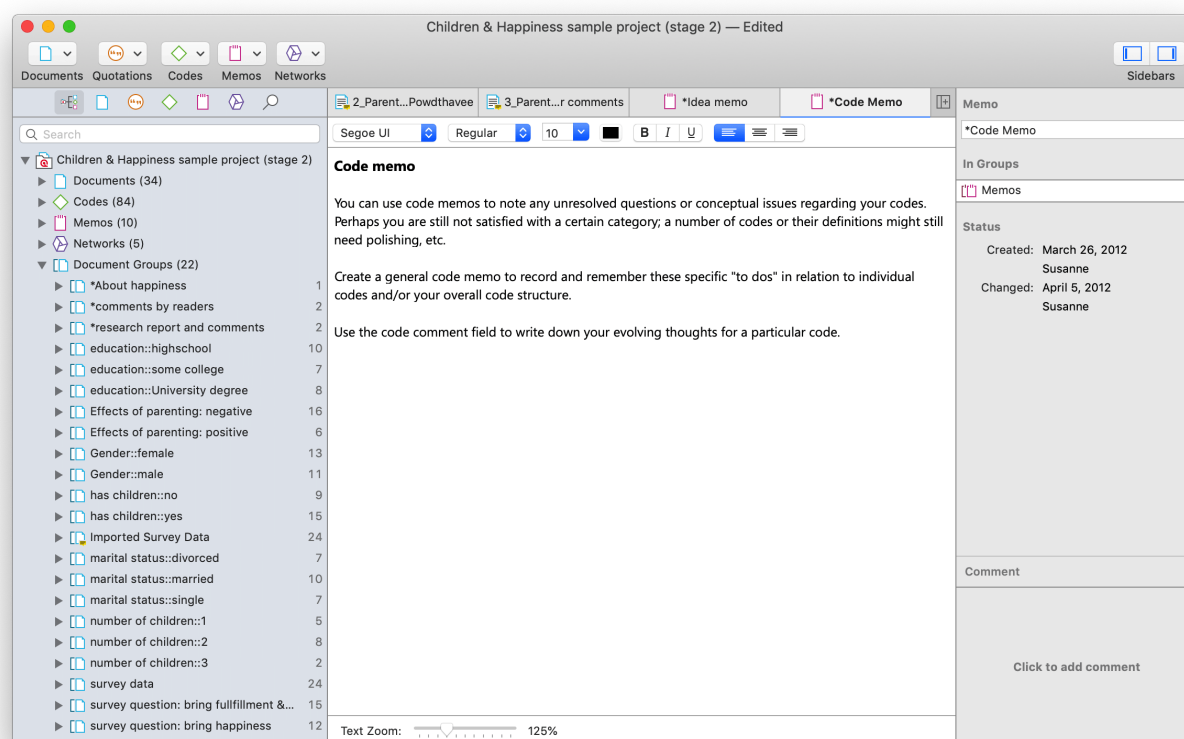 Children & Happiness sample project (stage 2) — Edited
Documents Quotations Codes Memos Networks
Sidebars
2_Parent...Powdthavee
3_Parent...r comments
*Idea memo
*Code Memo
Search
Children & Happiness sample project (stage 2)
Documents (34)
Codes (84)
Memos (10)
Networks (5)
Document Groups (22)
*About happiness 1
*comments by readers 2
*research report and comments 2
education::highschool 10
education::some college 7
education::University degree 8
Effects of parenting: negative 16
Effects of parenting: positive 6
Gender::female 13
Gender::male 11
has children::no 9
has children::yes 15
Imported Survey Data 24
marital status::divorced 7
marital status::married 10
marital status::single 7
number of children::1 5
number of children::2 8
number of children::3 2
survey data 24
survey question: bring fullfillment &... 15
survey question: bring happiness 12
Segoe UI Regular 10 B I U
Code memo
You can use code memos to note any unresolved questions or conceptual issues regarding your codes.
Perhaps you are still not satisfied with a certain category; a number of codes or their definitions might still
need polishing, etc.
Create a general code memo to record and remember these specific "to dos" in relation to individual
codes and/or your overall code structure.
Use the code comment field to write down your evolving thoughts for a particular code.
Text Zoom: 125%
Memo
*Code Memo
In Groups
Memos
Status
Created: March 26, 2012
Susanne
Changed: April 5, 2012
Susanne
Comment
Click to add comment